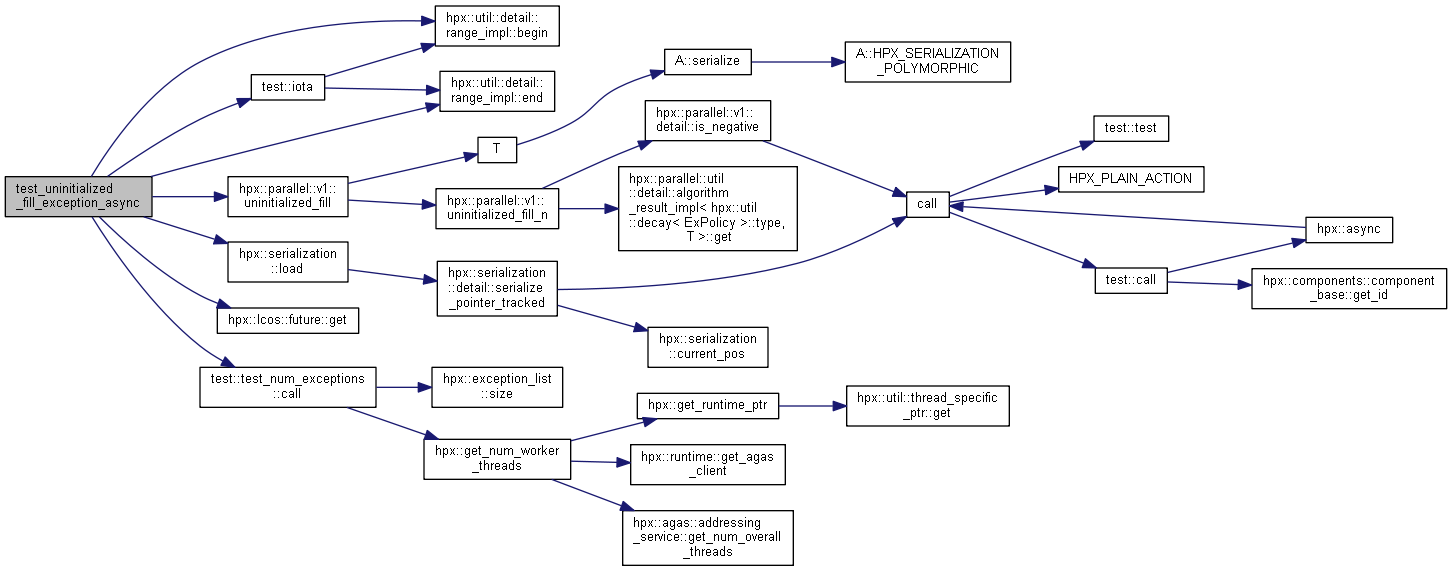 test_uninitialized
_fill_exception_async
hpx::util::detail::
range_impl::begin
test::iota
hpx::util::detail::
range_impl::end
hpx::parallel::v1::
uninitialized_fill
T
A::serialize
A::HPX_SERIALIZATION
_POLYMORPHIC
hpx::parallel::v1::
uninitialized_fill_n
hpx::parallel::v1::
detail::is_negative
hpx::parallel::util
::detail::algorithm
_result_impl< hpx::util
::decay< ExPolicy >::type,
T >::get
call
test::test
HPX_PLAIN_ACTION
test::call
hpx::async
hpx::components::component
_base::get_id
hpx::serialization
::load
hpx::serialization
::detail::serialize
_pointer_tracked
hpx::serialization
::current_pos
hpx::lcos::future::get
test::test_num_exceptions
::call
hpx::exception_list
::size
hpx::get_num_worker
_threads
hpx::get_runtime_ptr
hpx::util::thread_specific
_ptr::get
hpx::runtime::get_agas
_client
hpx::agas::addressing
_service::get_num_overall
_threads